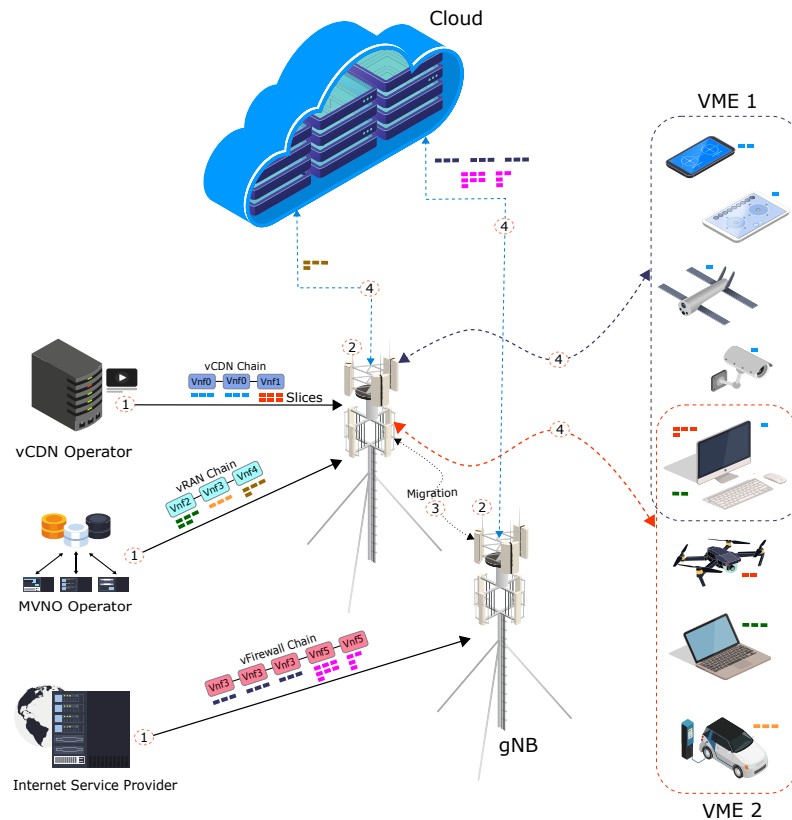 Cloud
VME 1
4
4
2
4
vCDN Chain
Vnf0 Vnf0 Vnf1
1
Slices
vCDN Operator
4
vRAN Chain
Vnf2 Vnf3 Vnf4
Migration
3
2
1
MVNO Operator
vFirewall Chain
Vnf3 Vnf3 Vnf3 Vnf5 Vnf5
1
gNB
Internet Service Provider
VME 2